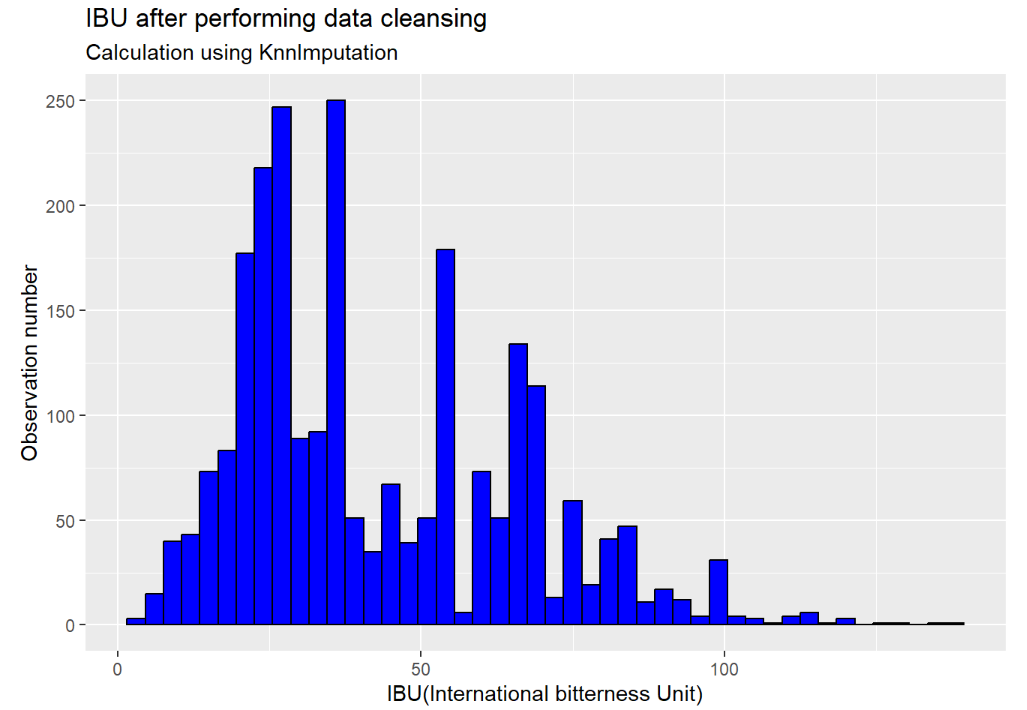 IBU after performing data cleansing
Calculation using KnnImputation
250
200
150
100
50
0
Observation number
0 50 100
IBU(International bitterness Unit)